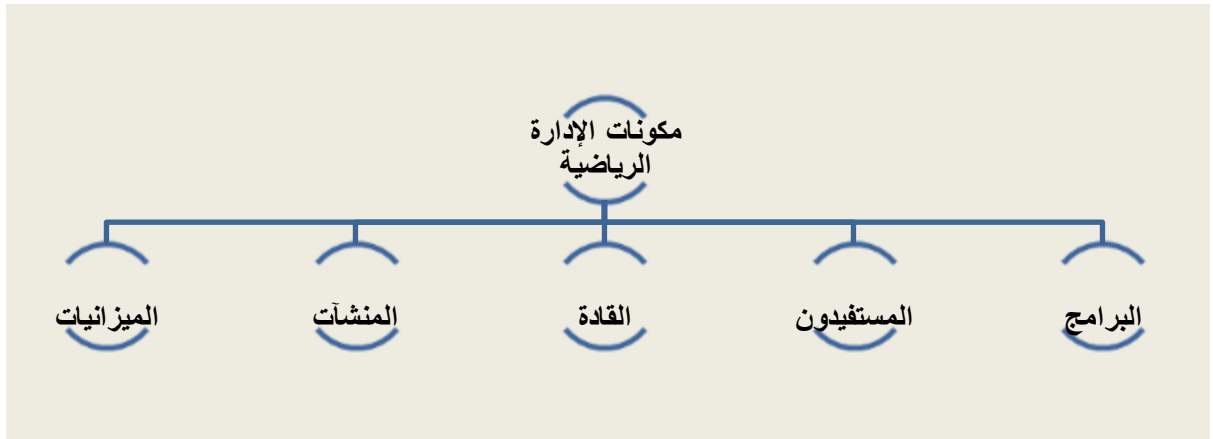 مكونات الإدارة
الرياضية
البرامج
المستفيدون
القادة
المنشآت
الميزانيات